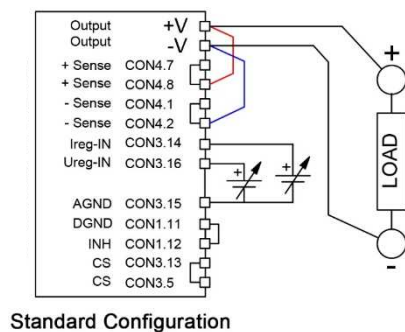 Output +V
Output -V
+ Sense CON4.7
+ Sense CON4.8
- Sense CON4.1
- Sense CON4.2
Ireg-IN CON3.14
Ureg-IN CON3.16
AGND CON3.15
DGND CON1.11
INH CON1.12
CS CON3.13
CS CON3.5
+
+
+
LOAD
-
Standard Configuration